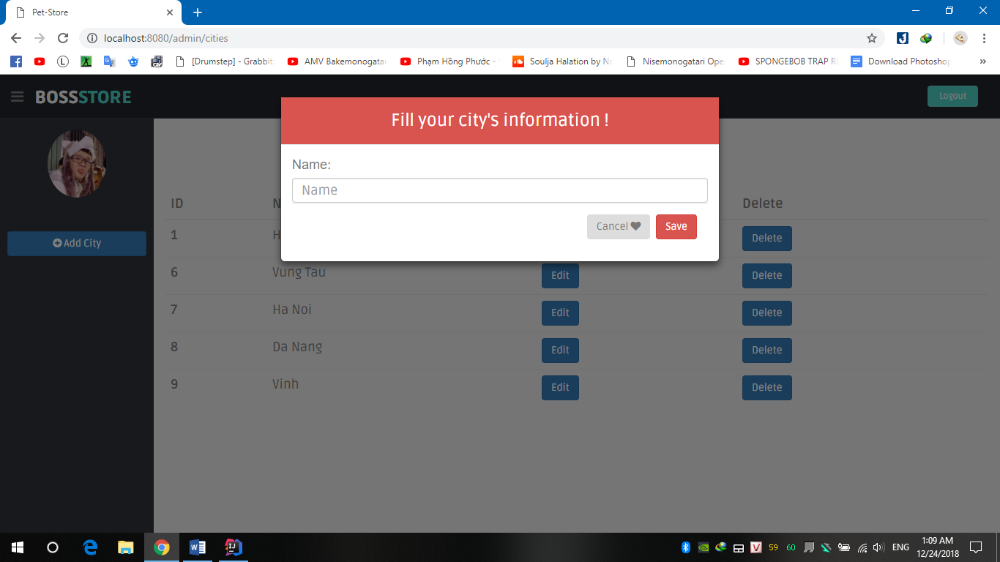 Pet-Store
localhost:8080/admin/cities
[Drumstep] - Grabbit
AMV Bakemonogatar
Phạm Hồng Phước -
Soulja Halation by No
Nisemonogatari Ope
SPONGEBOB TRAP RE
Download Photoshop
BOSSSTORE
Logout
Fill your city's information !
Name:
Name
Cancel
Save
Add City
ID N Delete
1 H Delete
6 Vung Tau Edit Delete
7 Ha Noi Edit Delete
8 Da Nang Edit Delete
9 Vinh Edit Delete
59 60 ENG 1:09 AM
12/24/2018